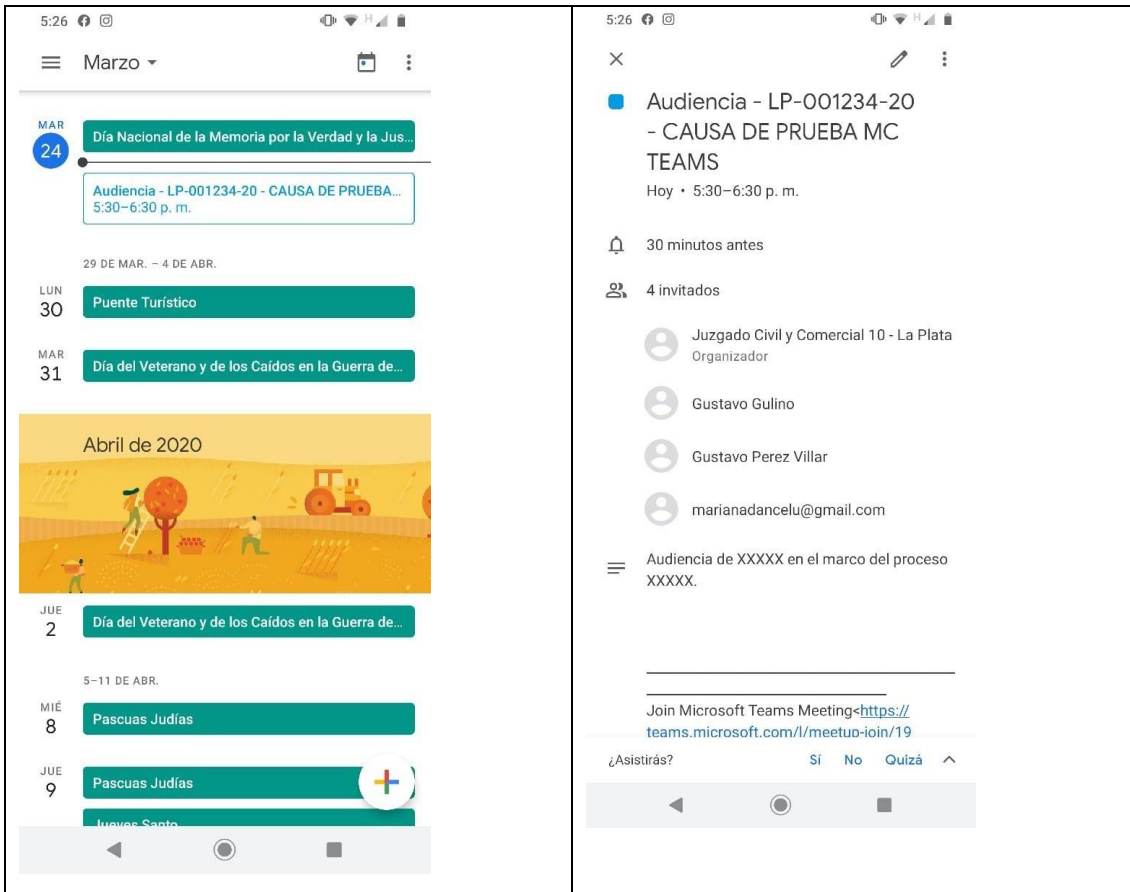 5:26
H
Marzo
MAR
24
Día Nacional de la Memoria por la Verdad y la Jus...
Audiencia - LP-001234-20 - CAUSA DE PRUEBA...
5:30–6:30 p. m.
29 DE MAR. – 4 DE ABR.
LUN
30
Puente Turístico
MAR
31
Día del Veterano y de los Caídos en la Guerra de...
Abril de 2020
JUE
2
Día del Veterano y de los Caídos en la Guerra de...
5–11 DE ABR.
MIÉ
8
Pascuas Judías
JUE
9
Pascuas Judías
Jueves Santo
5:26
H
Audiencia - LP-001234-20
- CAUSA DE PRUEBA MC
TEAMS
Hoy • 5:30–6:30 p. m.
30 minutos antes
4 invitados
Juzgado Civil y Comercial 10 - La Plata
Organizador
Gustavo Gulino
Gustavo Perez Villar
marianadancelu@gmail.com
Audiencia de XXXXX en el marco del proceso
XXXXX.
Join Microsoft Teams Meeting<https://
teams.microsoft.com/l/meetup-join/19
¿Asistirás? Sí No Quizá